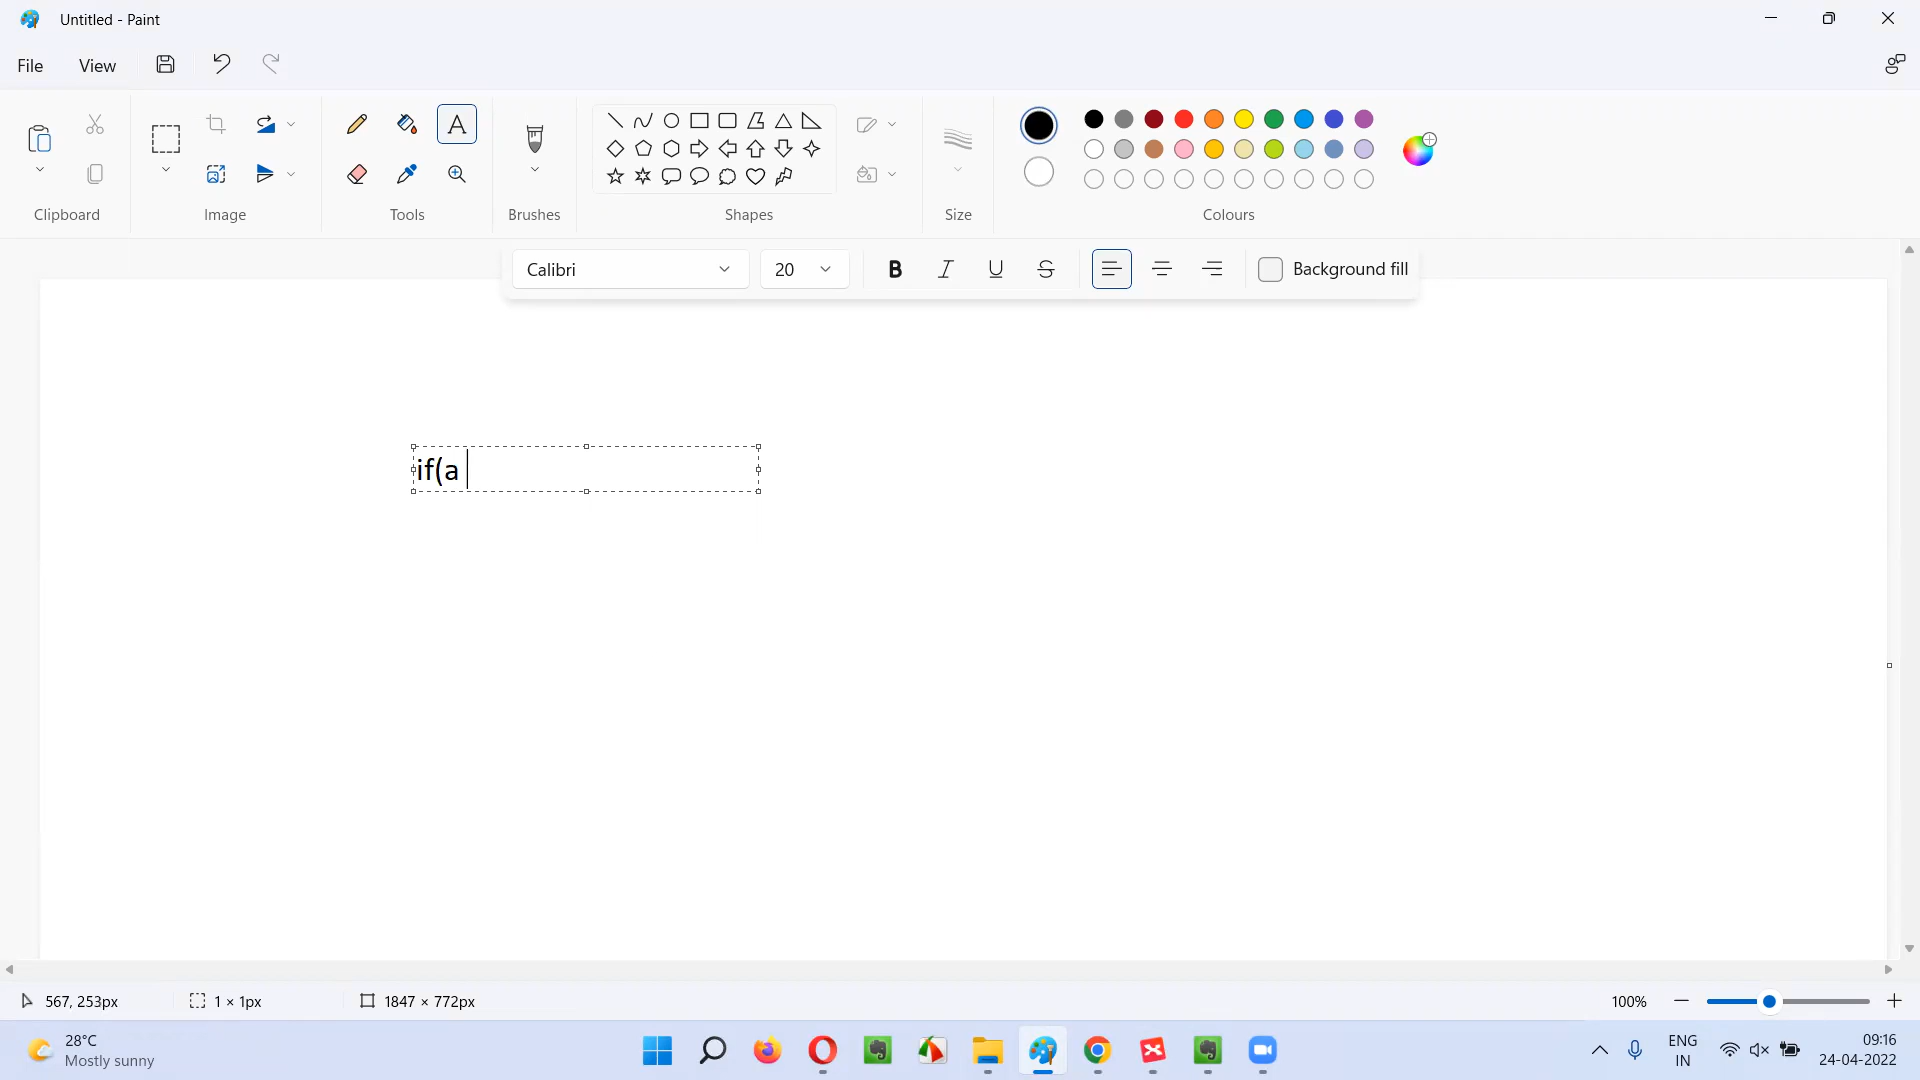 Untitled - Paint
File View
Clipboard Image Tools Brushes Shapes Size Colours
Calibri 20 B I U S Background fill
if(a
567, 253px 1 × 1px 1847 × 772px 100%
28°C
Mostly sunny
ENG
IN
09:16
24-04-2022